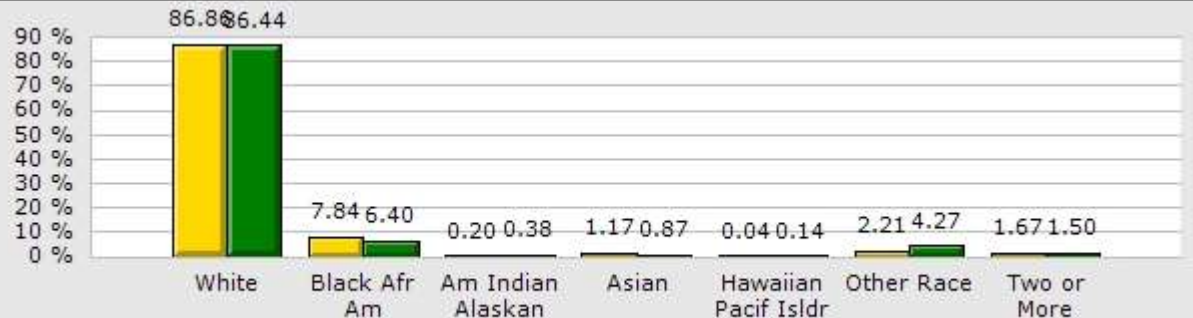 86.86 86.44
90 %
80 %
70 %
60 %
50 %
40 %
30 %
20 %
10 %
0 %
7.84 6.40
0.20 0.38
1.17 0.87
0.04 0.14
2.21 4.27
1.67 1.50
White
Black Afr
Am
Am Indian
Alaskan
Asian
Hawaiian
Pacif Isldr
Other Race
Two or
More